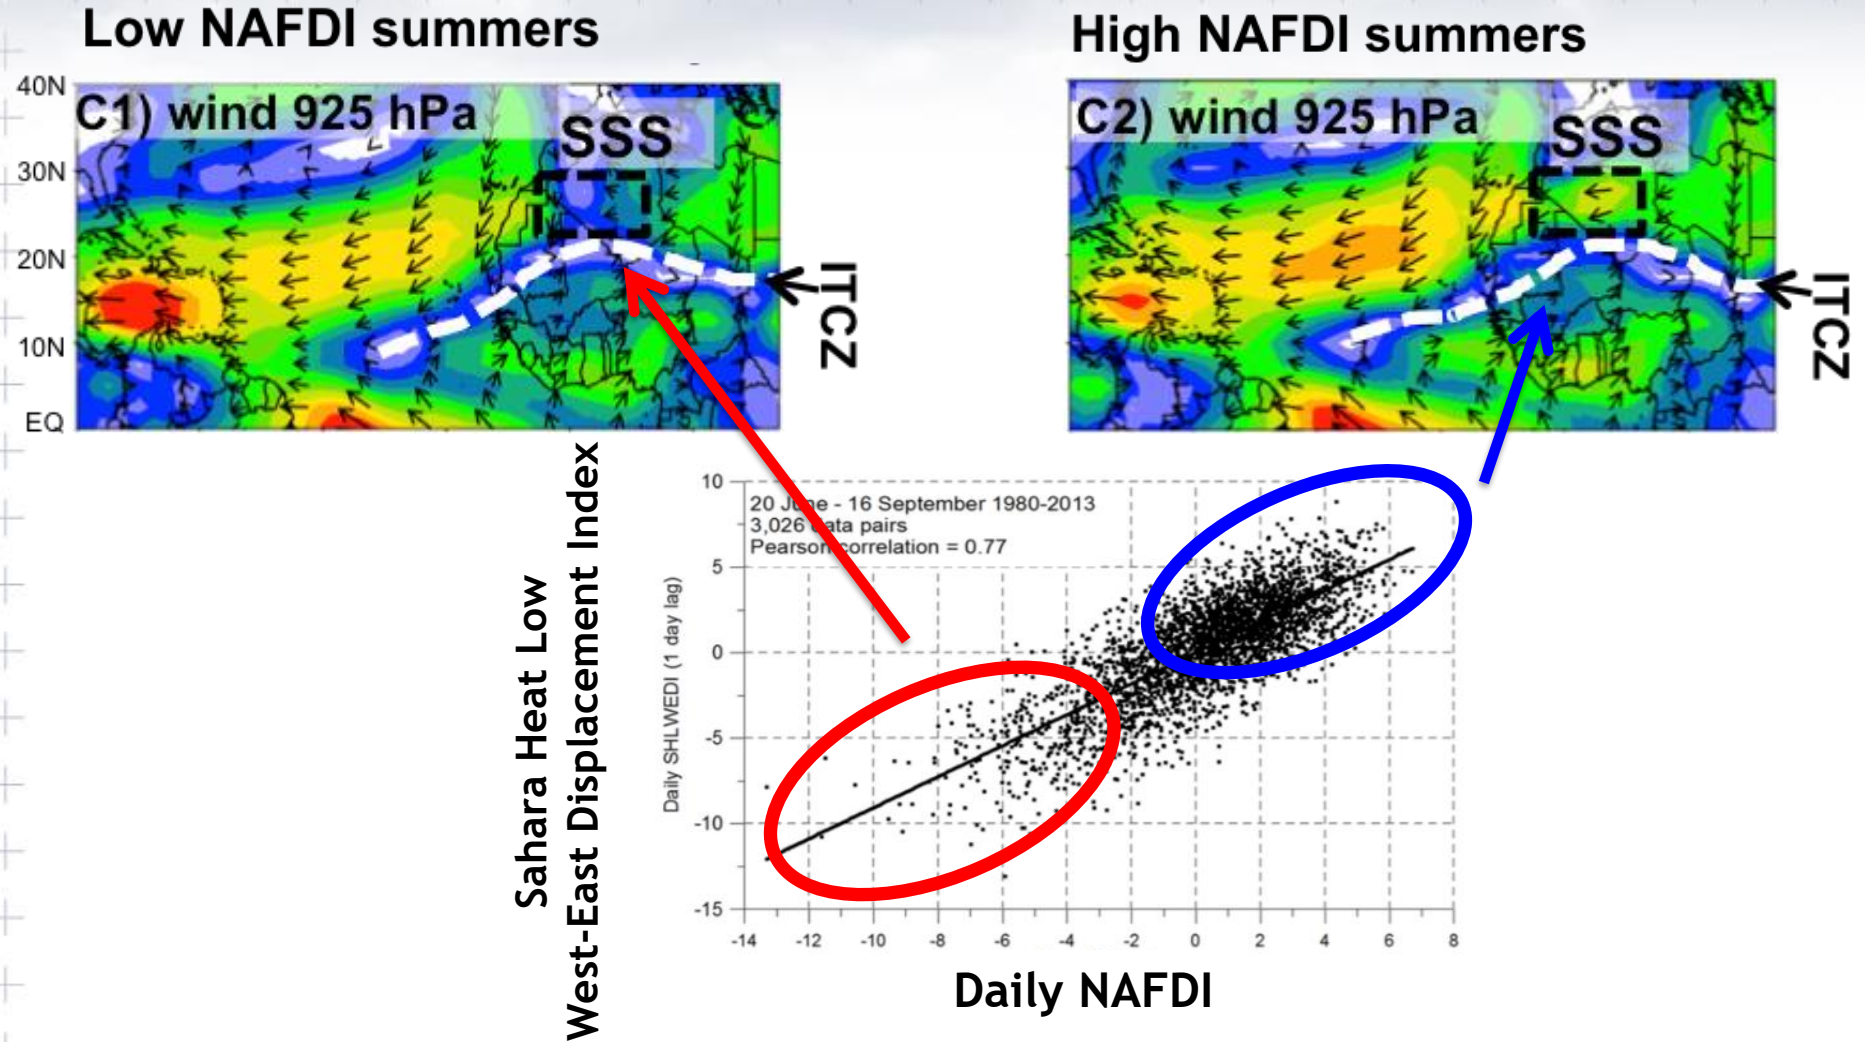 Low NAFDI summers
High NAFDI summers
40N
30N
20N
10N
EQ
C1) wind 925 hPa
SSS
ITCZ
C2) wind 925 hPa
SSS
ITCZ
Sahara Heat Low
West-East Displacement Index
Daily SHLWEDI (1 day lag)
20 June - 16 September 1980-2013
3,026 data pairs
Pearson correlation = 0.77
10
5
0
-5
-10
-15
-14 -12 -10 -8 -6 -4 -2 0 2 4 6 8
Daily NAFDI